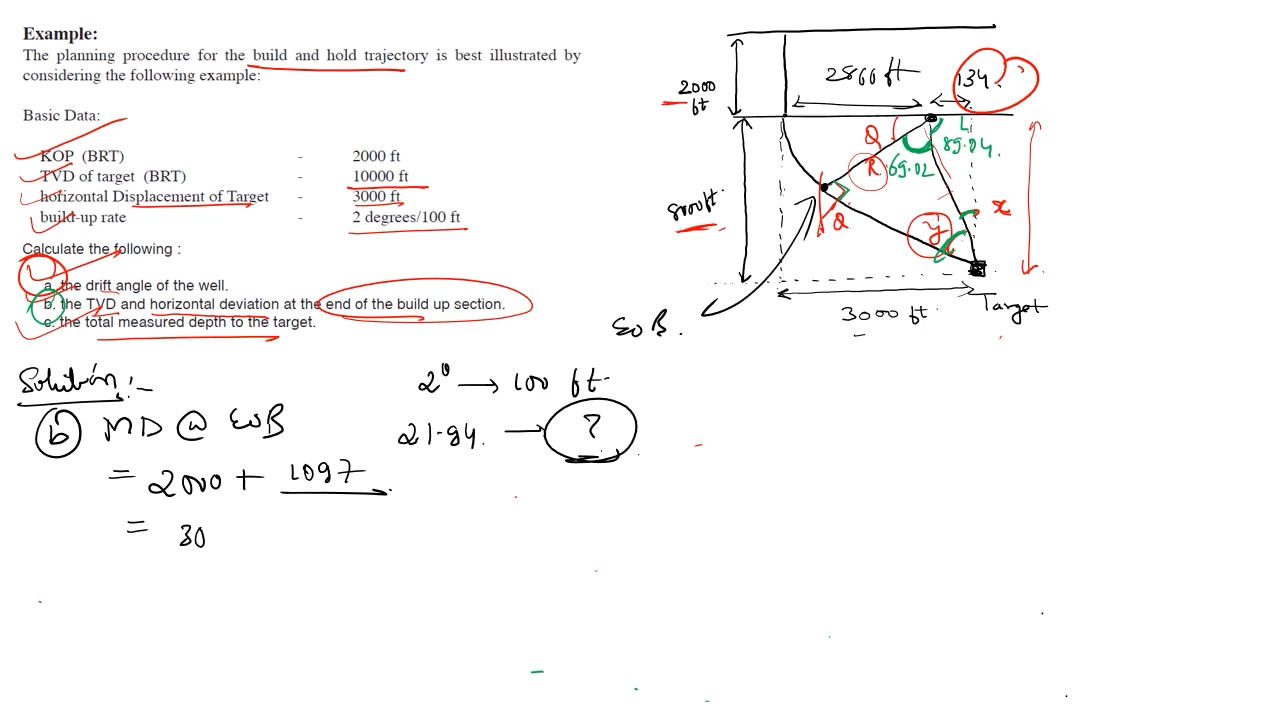 Example:
The planning procedure for the build and hold trajectory is best illustrated by
considering the following example:
Basic Data:
KOP (BRT) - 2000 ft
TVD of target (BRT) - 10000 ft
horizontal Displacement of Target - 3000 ft
build-up rate - 2 degrees/100 ft
Calculate the following :
a. the drift angle of the well.
b. the TVD and horizontal deviation at the end of the build up section.
c. the total measured depth to the target.
Solution:-
b MD @ EOB
= 2000 + 1097
= 30
2° → 100 ft
21.94. → ?
2000
ft
2866 ft
134.
Q
R
69.02
89.04.
8000 ft
Q
y
x
3000 ft
Target
EOB.